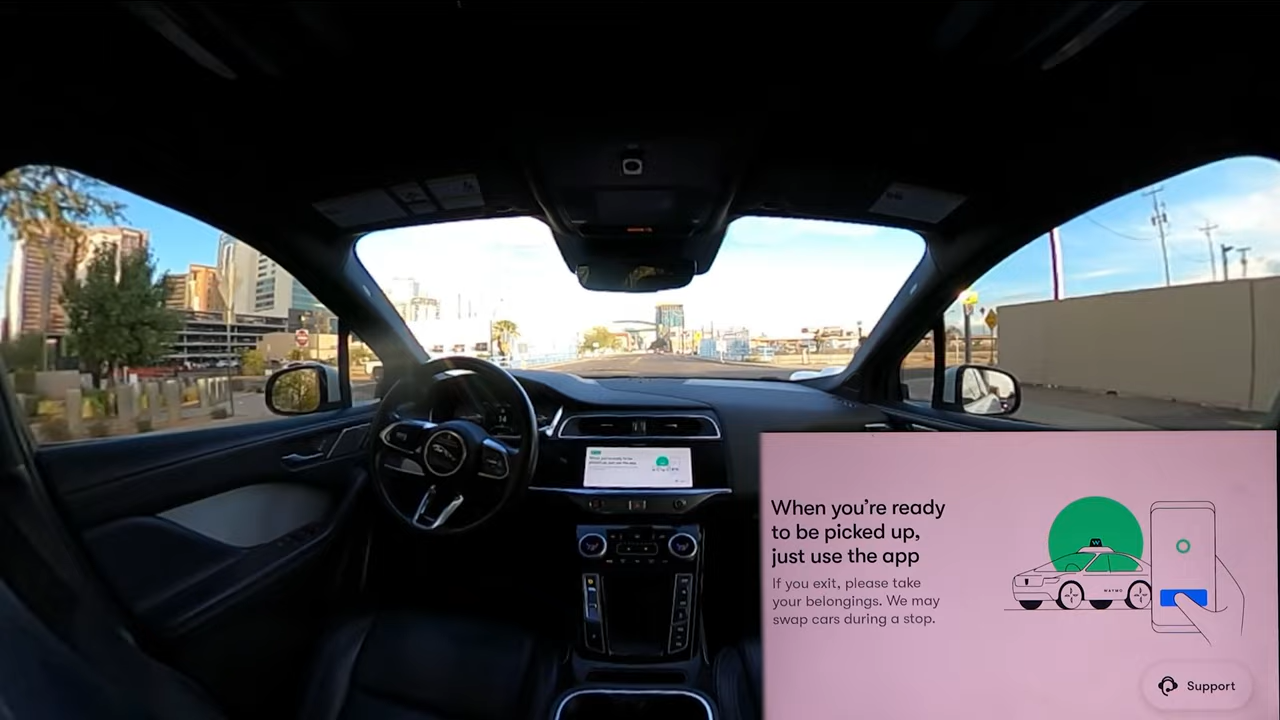 When you're ready
to be picked up,
just use the app
If you exit, please take
your belongings. We may
swap cars during a stop.
WAYMO
Support